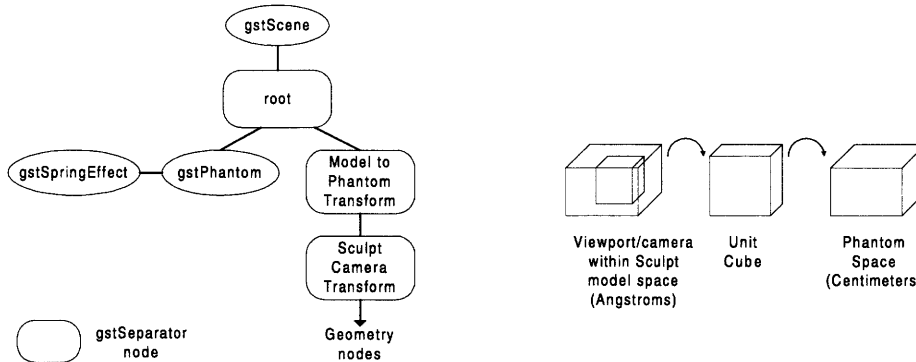 gstScene
root
gstSpringEffect
gstPhantom
Model to
Phantom
Transform
Sculpt
Camera
Transform
Geometry
nodes
gstSeparator
node
Viewport/camera
within Sculpt
model space
(Angstroms)
Unit
Cube
Phantom
Space
(Centimeters